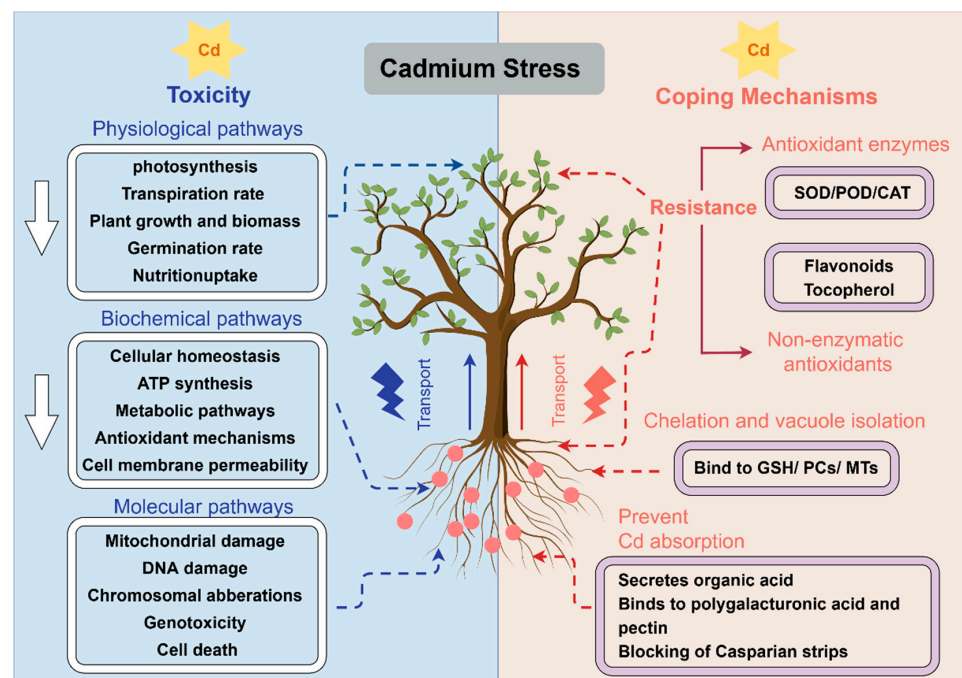 Cd
Cadmium Stress
Toxicity
Physiological pathways
photosynthesis
Transpiration rate
Plant growth and biomass
Germination rate
Nutritionuptake
Biochemical pathways
Cellular homeostasis
ATP synthesis
Metabolic pathways
Antioxidant mechanisms
Cell membrane permeability
Molecular pathways
Mitochondrial damage
DNA damage
Chromosomal abberations
Genotoxicity
Cell death
Transport
Transport
Cd
Coping Mechanisms
Resistance
Antioxidant enzymes
SOD/POD/CAT
Flavonoids
Tocopherol
Non-enzymatic
antioxidants
Chelation and vacuole isolation
Bind to GSH/ PCs/ MTs
Prevent
Cd absorption
Secretes organic acid
Binds to polygalacturonic acid and
pectin
Blocking of Casparian strips